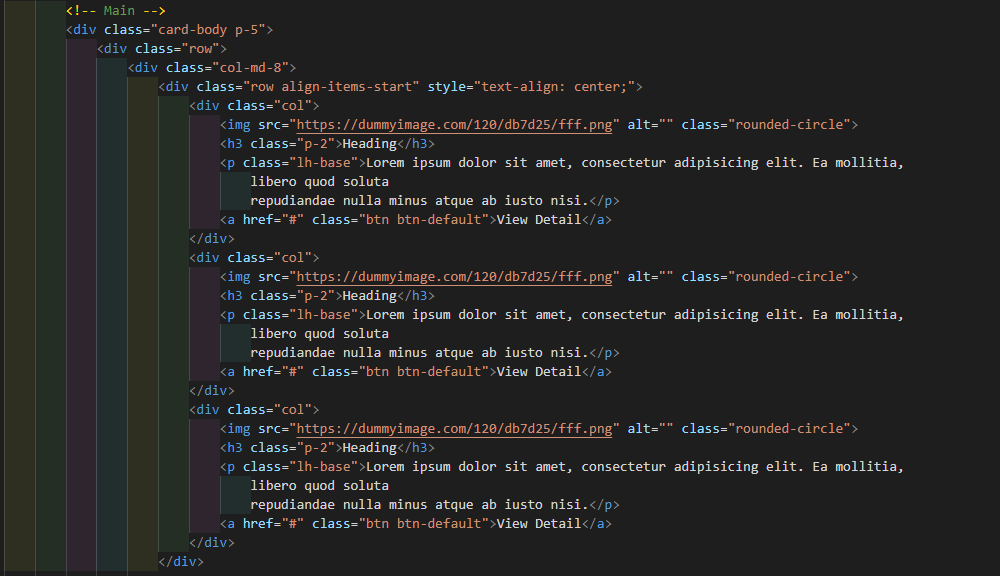 <!-- Main -->
<div class="card-body p-5">
<div class="row">
<div class="col-md-8">
<div class="row align-items-start" style="text-align: center;">
<div class="col">
<img src="https://dummyimage.com/120/db7d25/fff.png" alt="" class="rounded-circle">
<h3 class="p-2">Heading</h3>
<p class="lh-base">Lorem ipsum dolor sit amet, consectetur adipisicing elit. Ea mollitia,
libero quod soluta
repudiandae nulla minus atque ab iusto nisi.</p>
<a href="#" class="btn btn-default">View Detail</a>
</div>
<div class="col">
<img src="https://dummyimage.com/120/db7d25/fff.png" alt="" class="rounded-circle">
<h3 class="p-2">Heading</h3>
<p class="lh-base">Lorem ipsum dolor sit amet, consectetur adipisicing elit. Ea mollitia,
libero quod soluta
repudiandae nulla minus atque ab iusto nisi.</p>
<a href="#" class="btn btn-default">View Detail</a>
</div>
<div class="col">
<img src="https://dummyimage.com/120/db7d25/fff.png" alt="" class="rounded-circle">
<h3 class="p-2">Heading</h3>
<p class="lh-base">Lorem ipsum dolor sit amet, consectetur adipisicing elit. Ea mollitia,
libero quod soluta
repudiandae nulla minus atque ab iusto nisi.</p>
<a href="#" class="btn btn-default">View Detail</a>
</div>
</div>